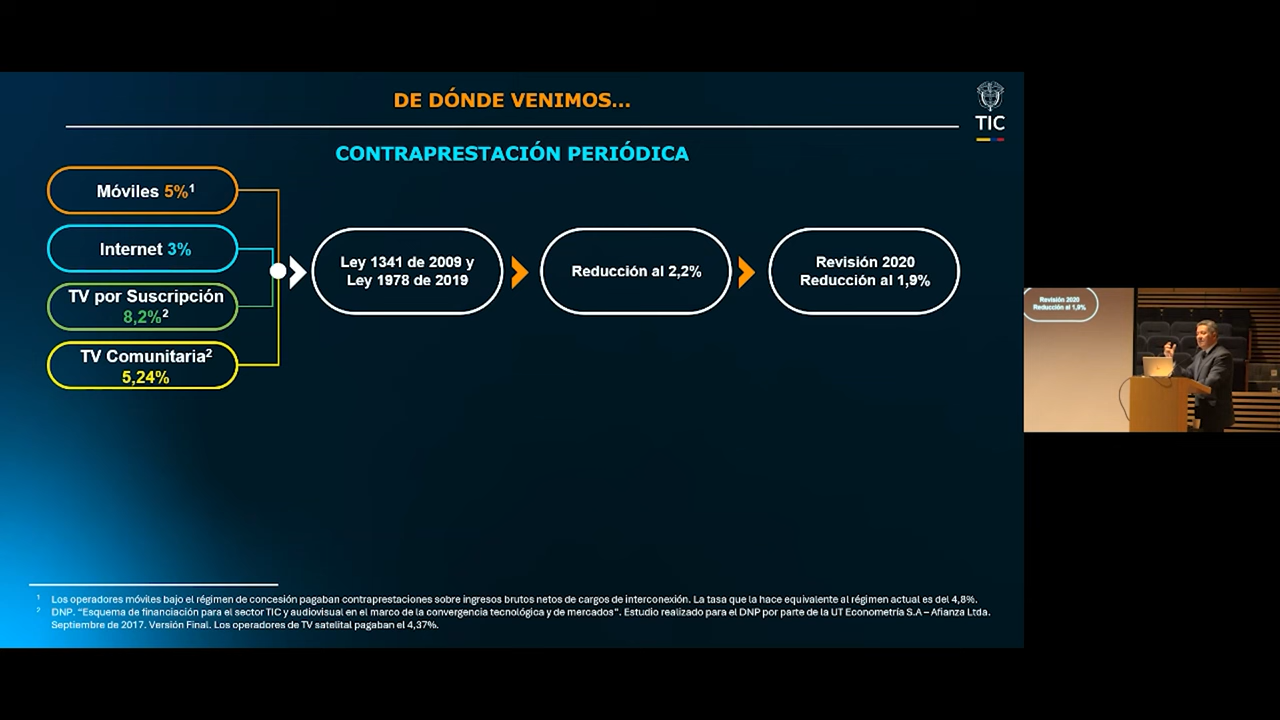 DE DÓNDE VENIMOS...
TIC
CONTRAPRESTACIÓN PERIÓDICA
Móviles 5%¹
Internet 3%
TV por Suscripción
8,2%²
TV Comunitaria²
5,24%
Ley 1341 de 2009 y
Ley 1978 de 2019
Reducción al 2,2%
Revisión 2020
Reducción al 1,9%
Revisión 2020
Reducción al 1,9%
¹ Los operadores móviles bajo el régimen de concesión pagaban contraprestaciones sobre ingresos brutos netos de cargos de interconexión. La tasa que la hace equivalente al régimen actual es del 4,8%.
² DNP. “Esquema de financiación para el sector TIC y audiovisual en el marco de la convergencia tecnológica y de mercados”. Estudio realizado para el DNP por parte de la UT Econometría S.A – Afianza Ltda.
Septiembre de 2017. Versión Final. Los operadores de TV satelital pagaban el 4,37%.